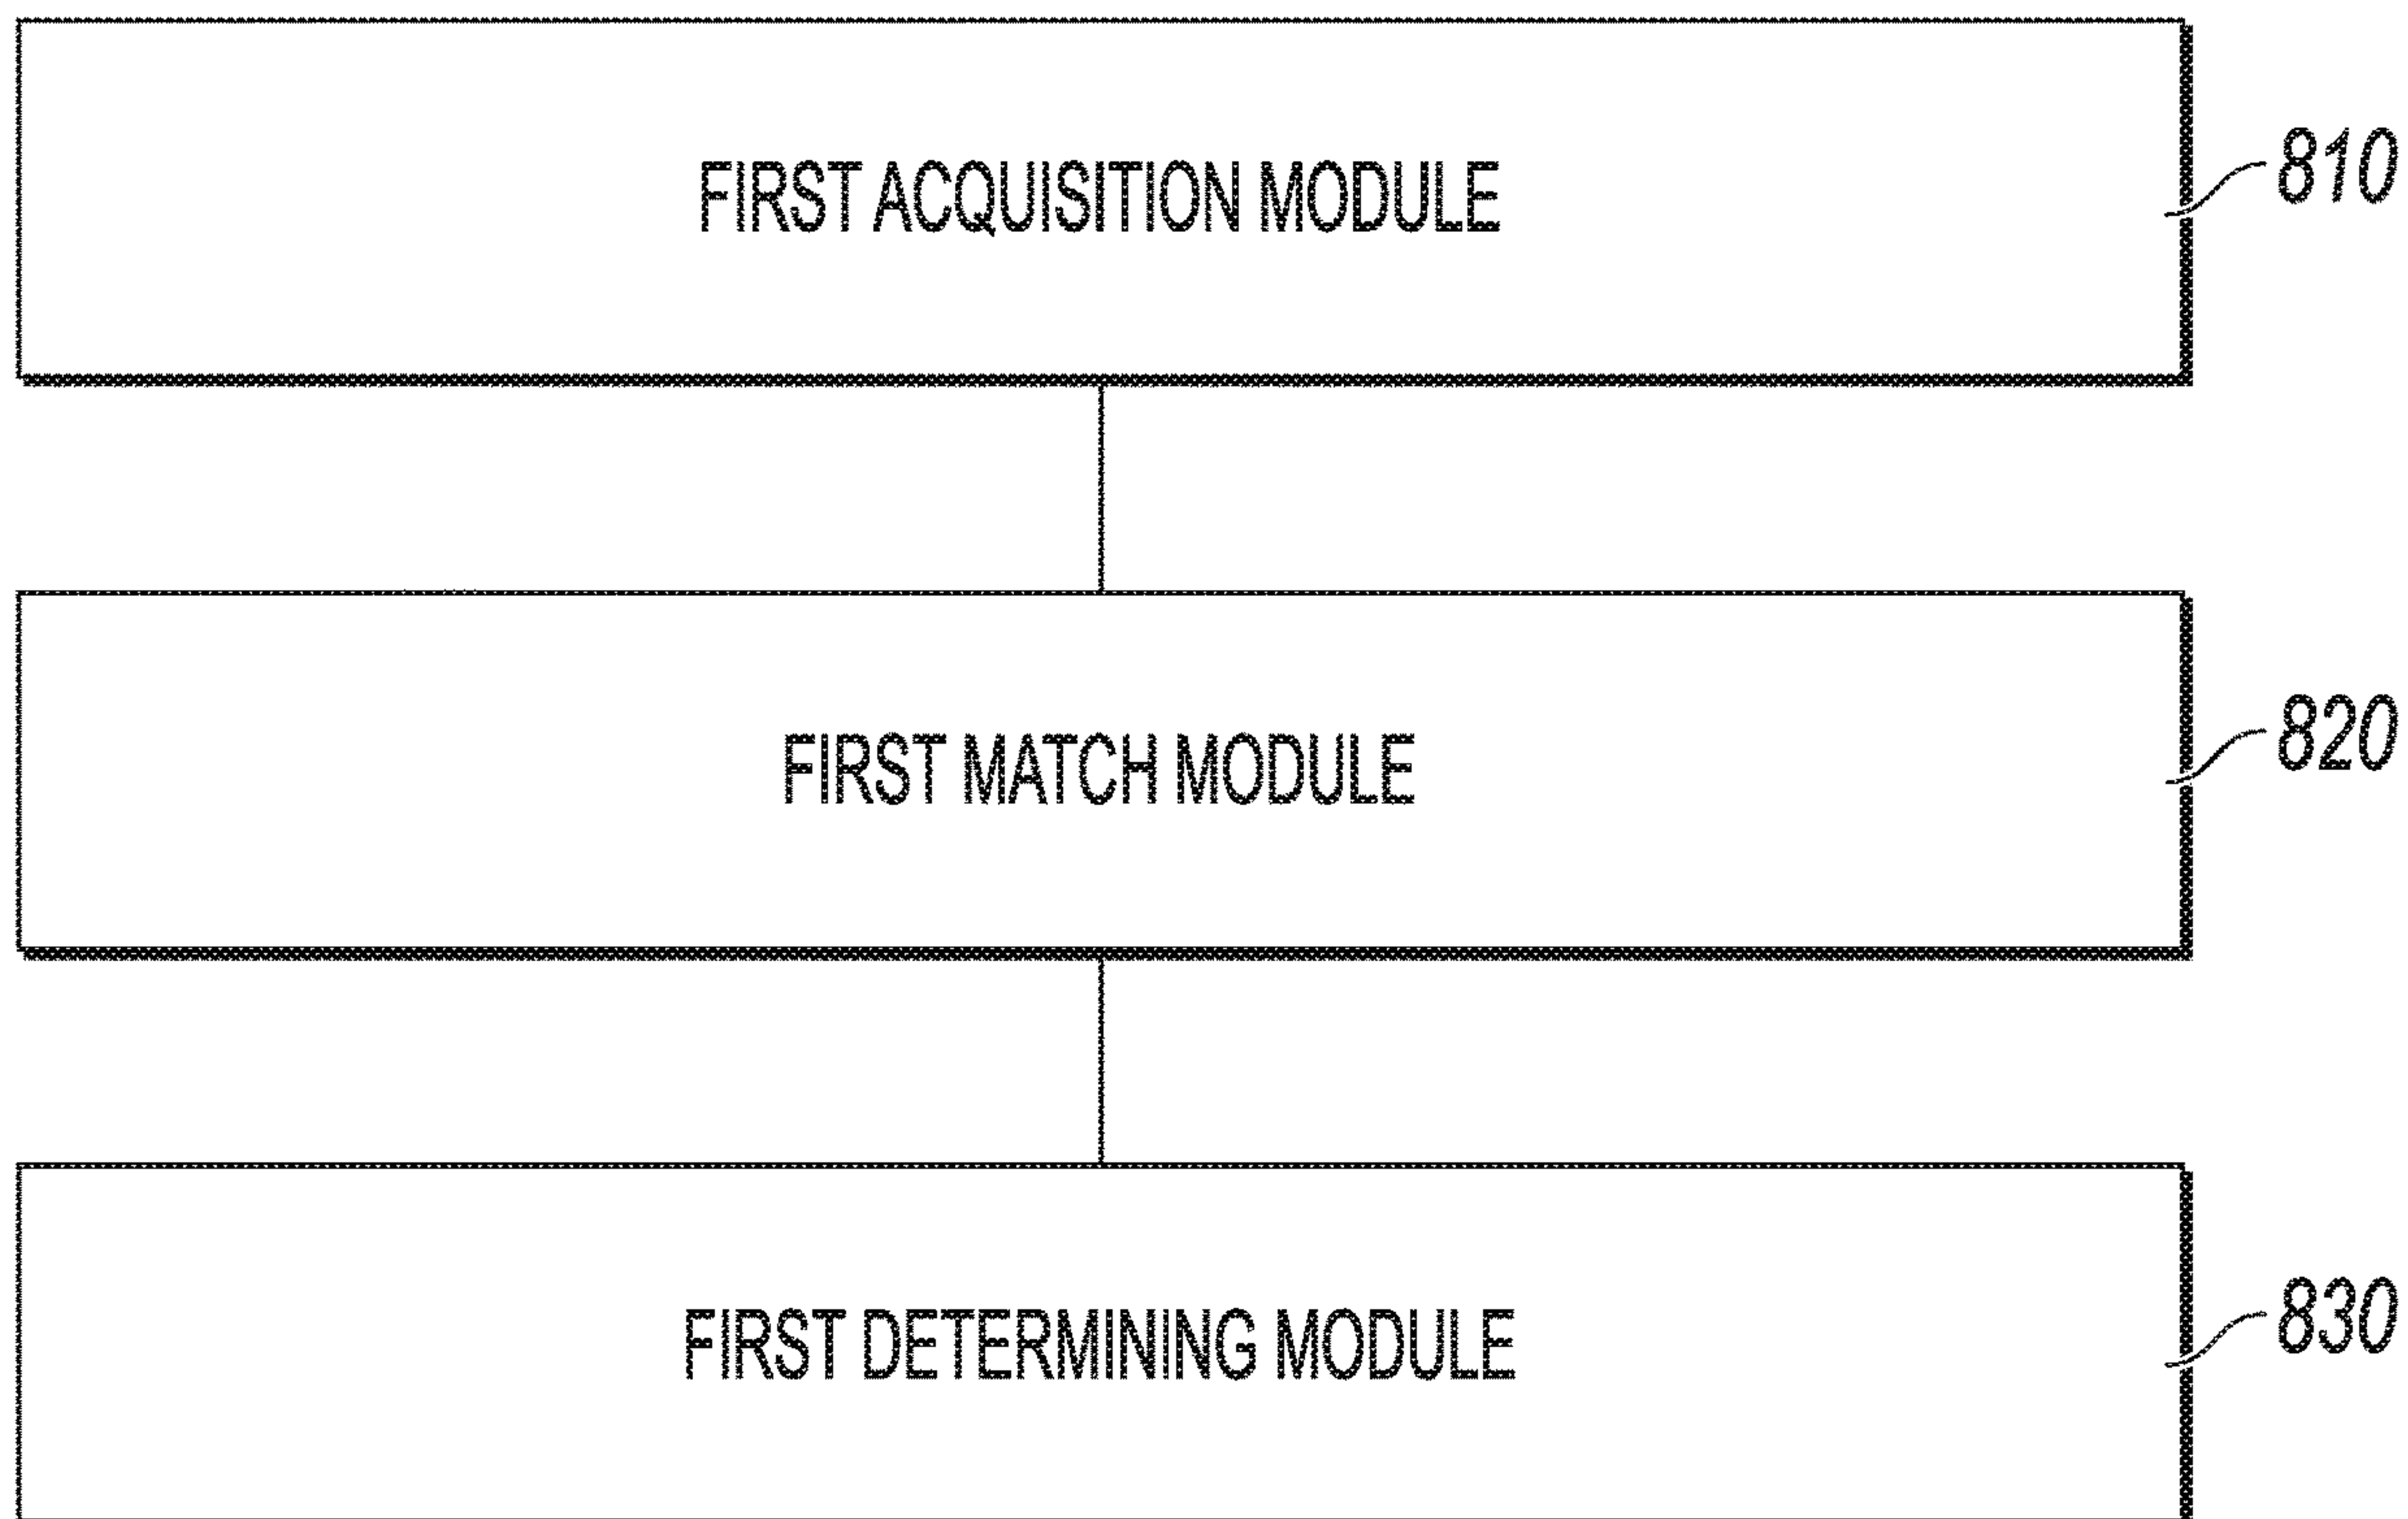 FIRST ACQUISITION MODULE
810
FIRST MATCH MODULE
820
FIRST DETERMINING MODULE
830